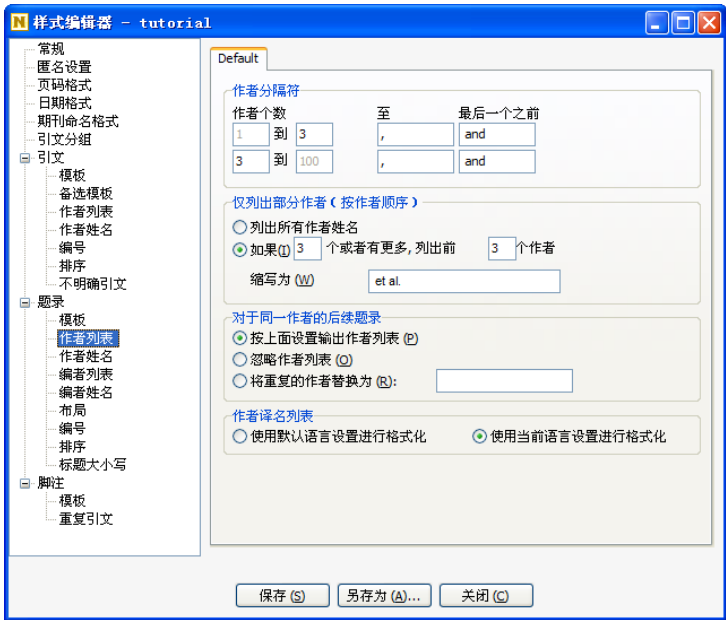 样式编辑器 - tutorial
常规
匿名设置
页码格式
日期格式
期刊命名格式
引文分组
引文
模板
备选模板
作者列表
作者姓名
编号
排序
不明确引文
题录
模板
作者列表
作者姓名
编者列表
编者姓名
布局
编号
排序
标题大小写
脚注
模板
重复引文
Default
作者分隔符
作者个数 至 最后一个之前
1 到 3 , and
3 到 100 , and
仅列出部分作者(按作者顺序)
列出所有作者姓名
如果(I) 3 个或者有更多,列出前 3 个作者
缩写为 (W) et al.
对于同一作者的后续题录
按上面设置输出作者列表 (P)
忽略作者列表 (O)
将重复的作者替换为 (R):
作者译名列表
使用默认语言设置进行格式化 使用当前语言设置进行格式化
保存 (S) 另存为 (A)... 关闭 (C)